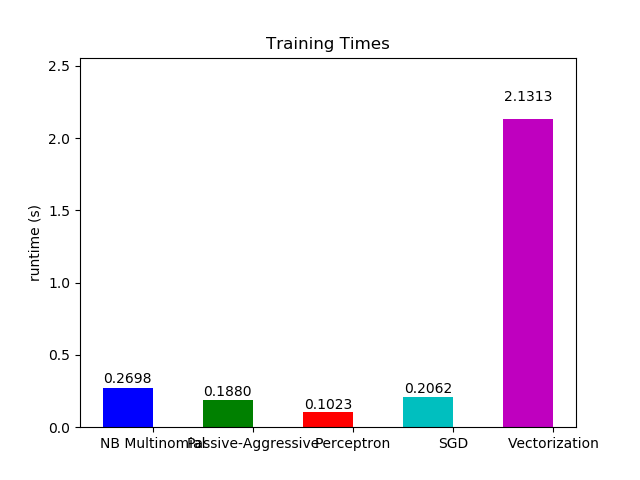 Training Times
2.5
2.0
1.5
1.0
0.5
0.0
runtime (s)
0.2698
0.1880
0.1023
0.2062
2.1313
NB Multinomial
Passive-Aggressive
Perceptron
SGD
Vectorization